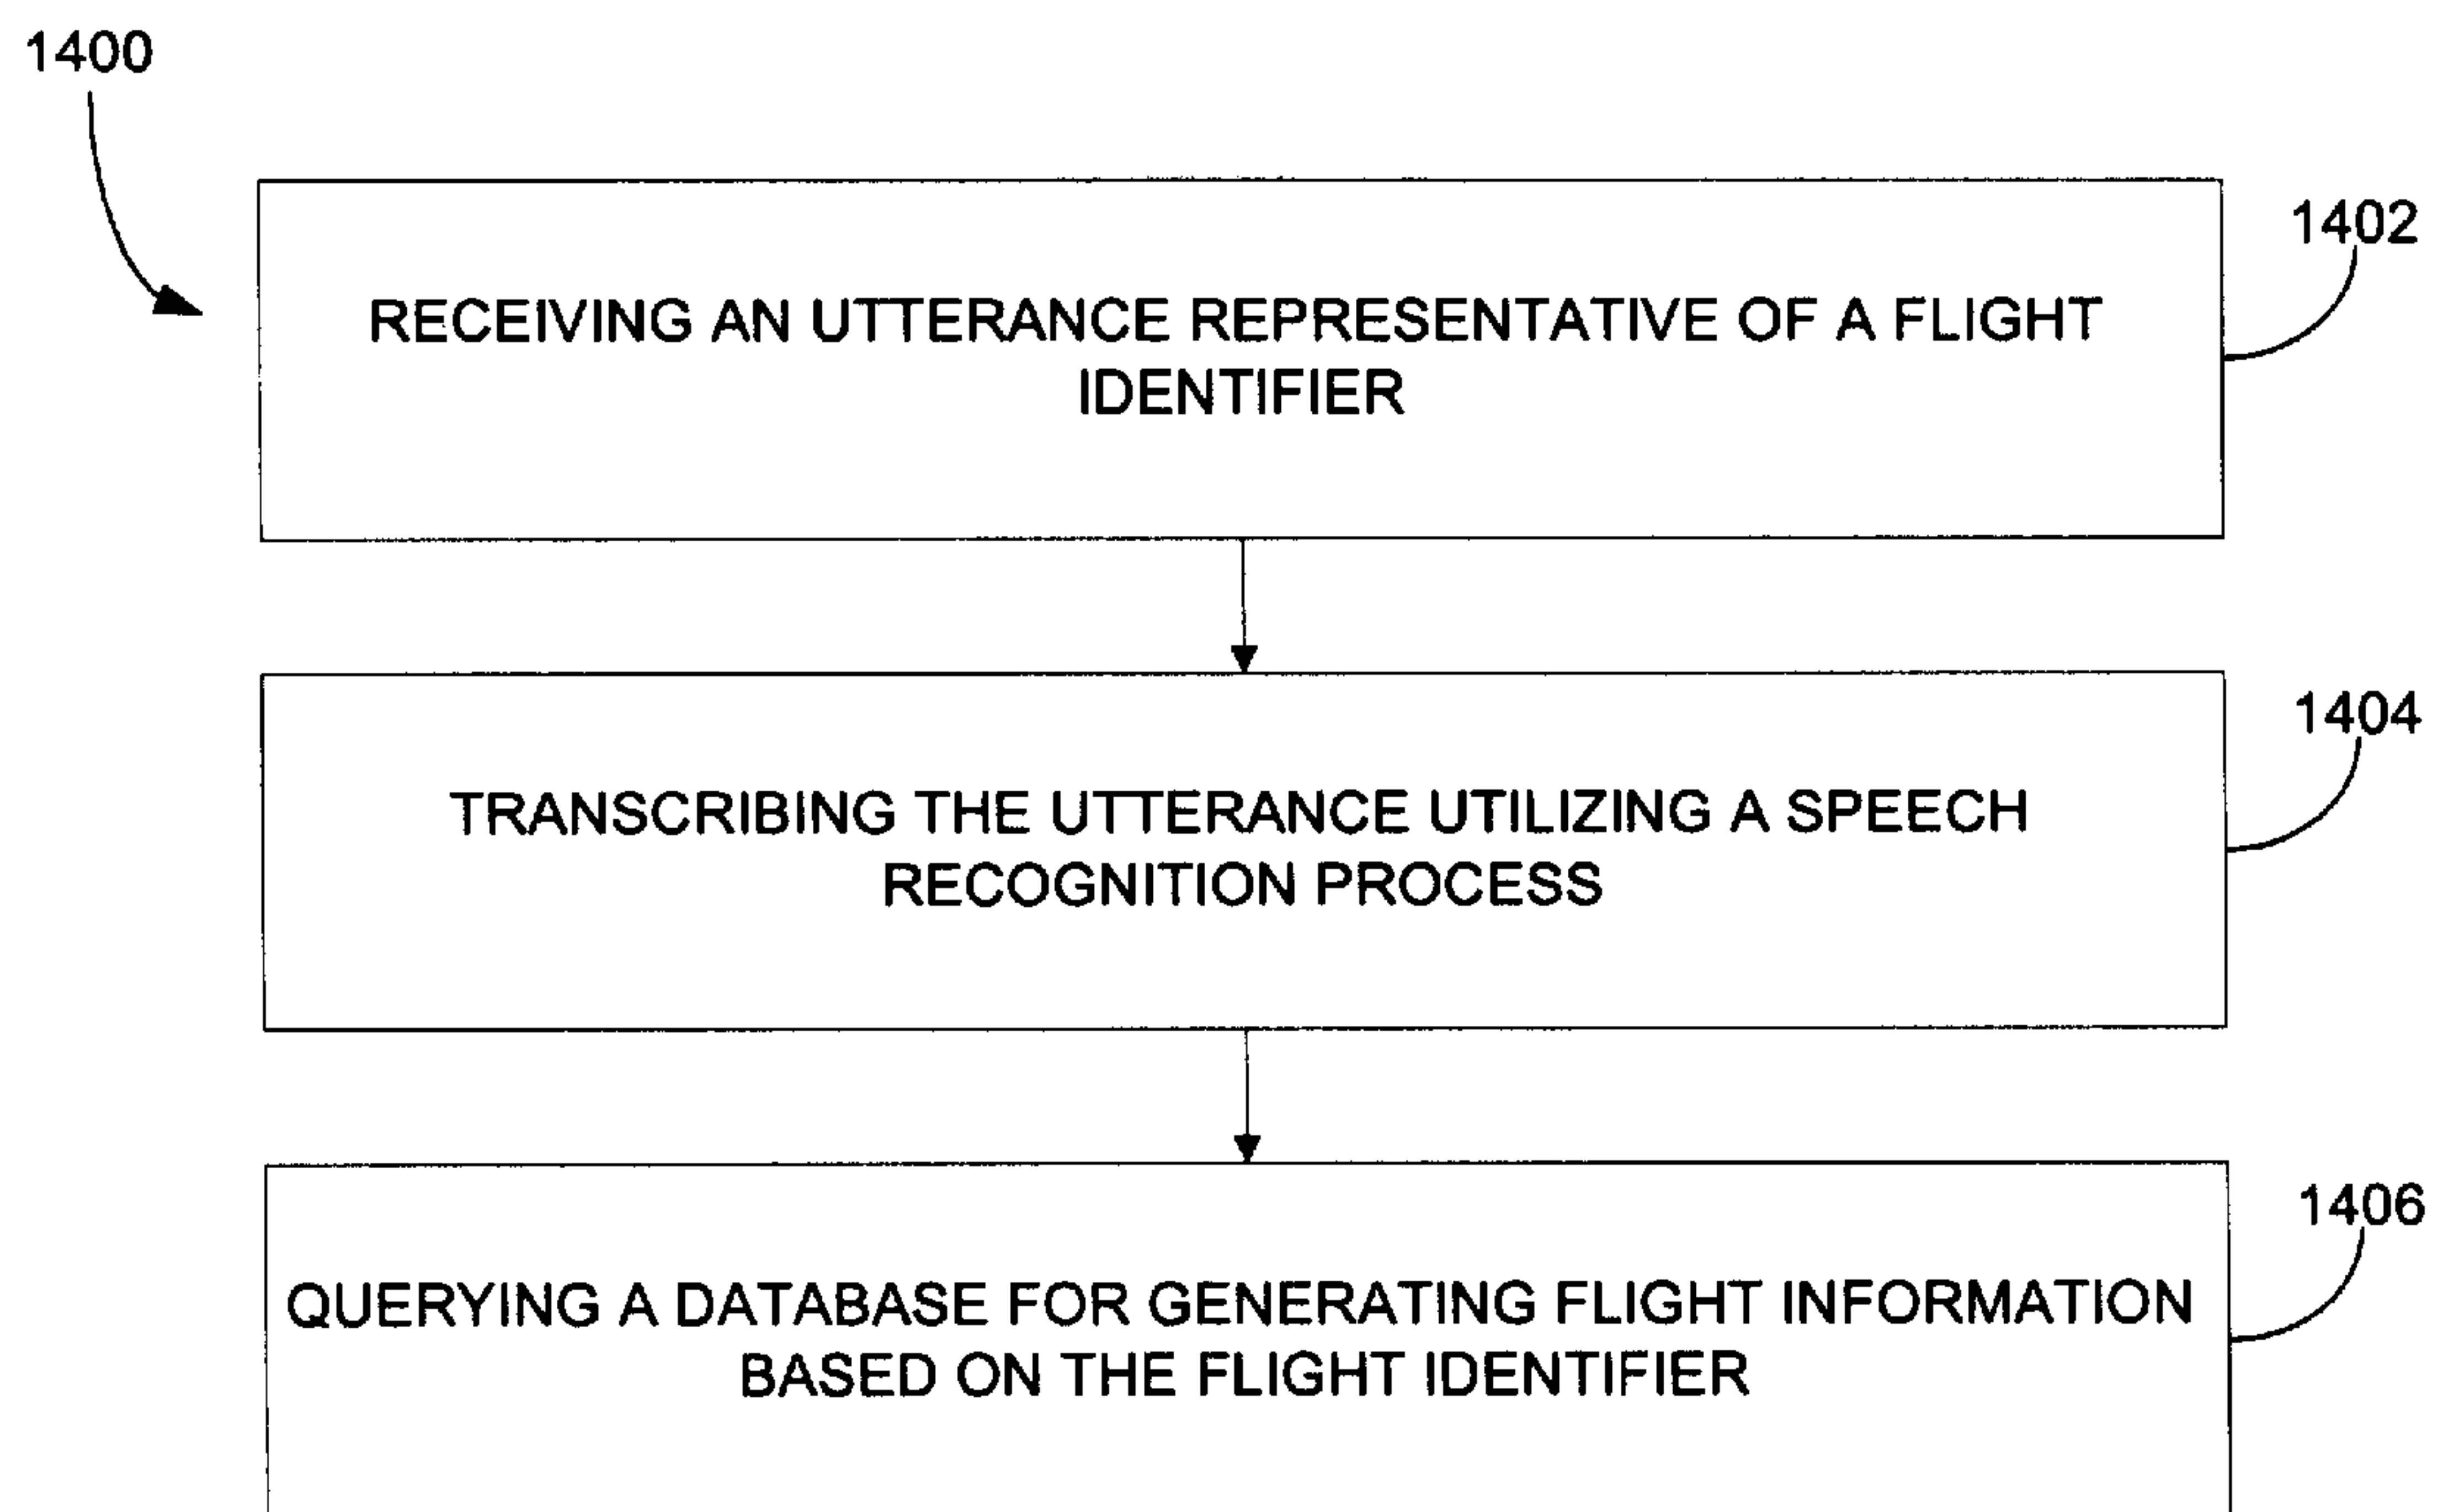 1400
1402
RECEIVING AN UTTERANCE REPRESENTATIVE OF A FLIGHT
IDENTIFIER
1404
TRANSCRIBING THE UTTERANCE UTILIZING A SPEECH
RECOGNITION PROCESS
1406
QUERYING A DATABASE FOR GENERATING FLIGHT INFORMATION
BASED ON THE FLIGHT IDENTIFIER